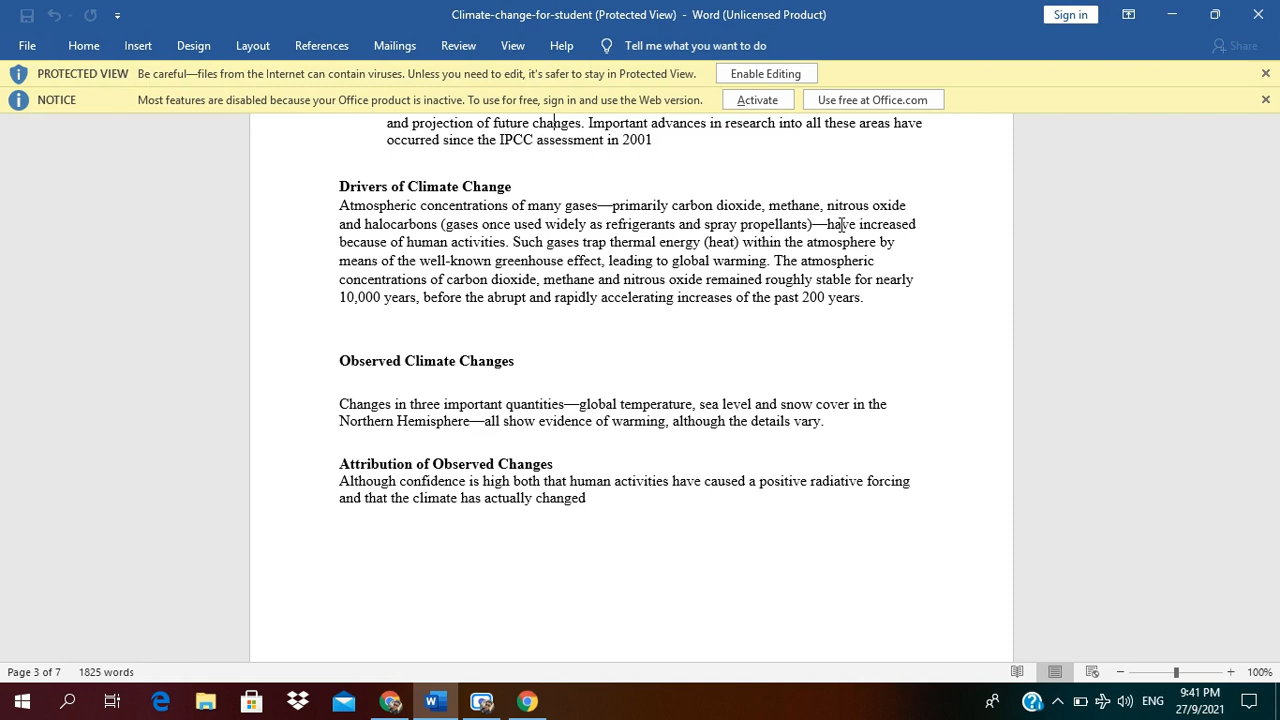 Climate-change-for-student (Protected View) - Word (Unlicensed Product)
Sign in
File Home Insert Design Layout References Mailings Review View Help Tell me what you want to do Share
PROTECTED VIEW Be careful—files from the Internet can contain viruses. Unless you need to edit, it's safer to stay in Protected View. Enable Editing
NOTICE Most features are disabled because your Office product is inactive. To use for free, sign in and use the Web version. Activate Use free at Office.com
and projection of future changes. Important advances in research into all these areas have
occurred since the IPCC assessment in 2001
Drivers of Climate Change
Atmospheric concentrations of many gases—primarily carbon dioxide, methane, nitrous oxide
and halocarbons (gases once used widely as refrigerants and spray propellants)—have increased
because of human activities. Such gases trap thermal energy (heat) within the atmosphere by
means of the well-known greenhouse effect, leading to global warming. The atmospheric
concentrations of carbon dioxide, methane and nitrous oxide remained roughly stable for nearly
10,000 years, before the abrupt and rapidly accelerating increases of the past 200 years.
Observed Climate Changes
Changes in three important quantities—global temperature, sea level and snow cover in the
Northern Hemisphere—all show evidence of warming, although the details vary.
Attribution of Observed Changes
Although confidence is high both that human activities have caused a positive radiative forcing
and that the climate has actually changed
Page 3 of 7 1825 words 100%
ENG 9:41 PM
27/9/2021